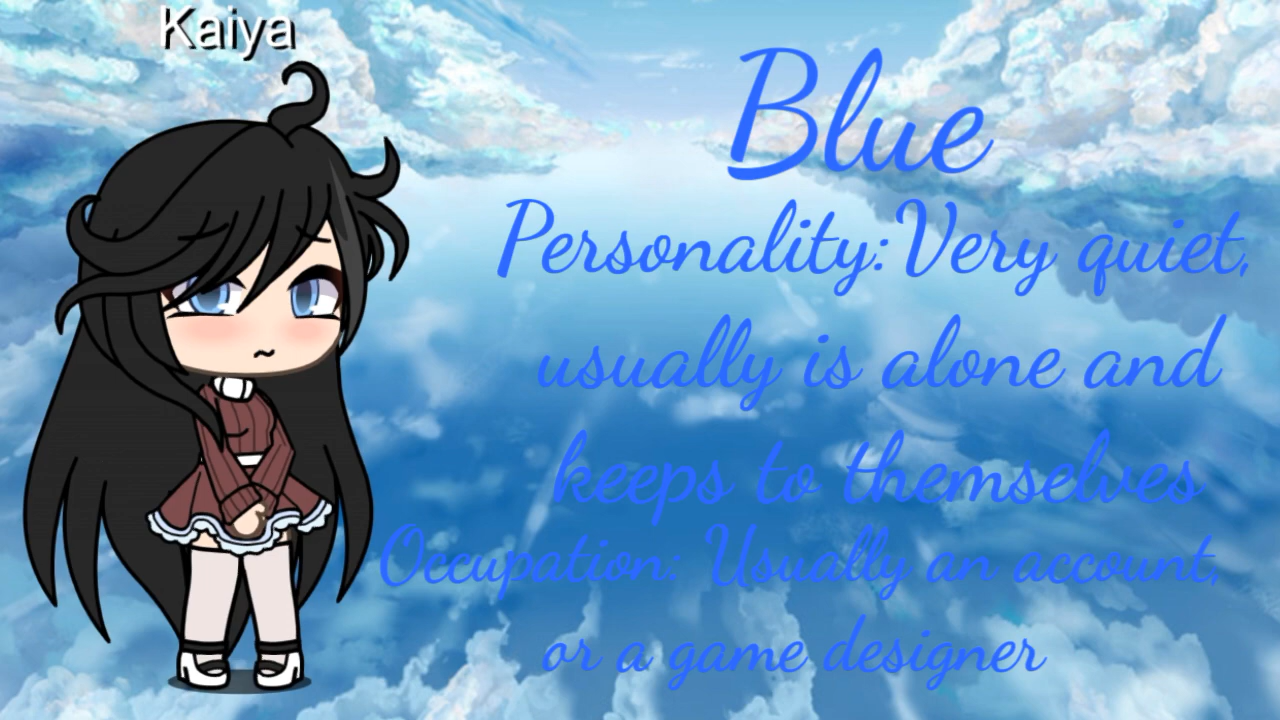 Kaiya
Blue
Personality:Very quiet,
usually is alone and
keeps to themselves
Occupation: Usually an account,
or a game designer